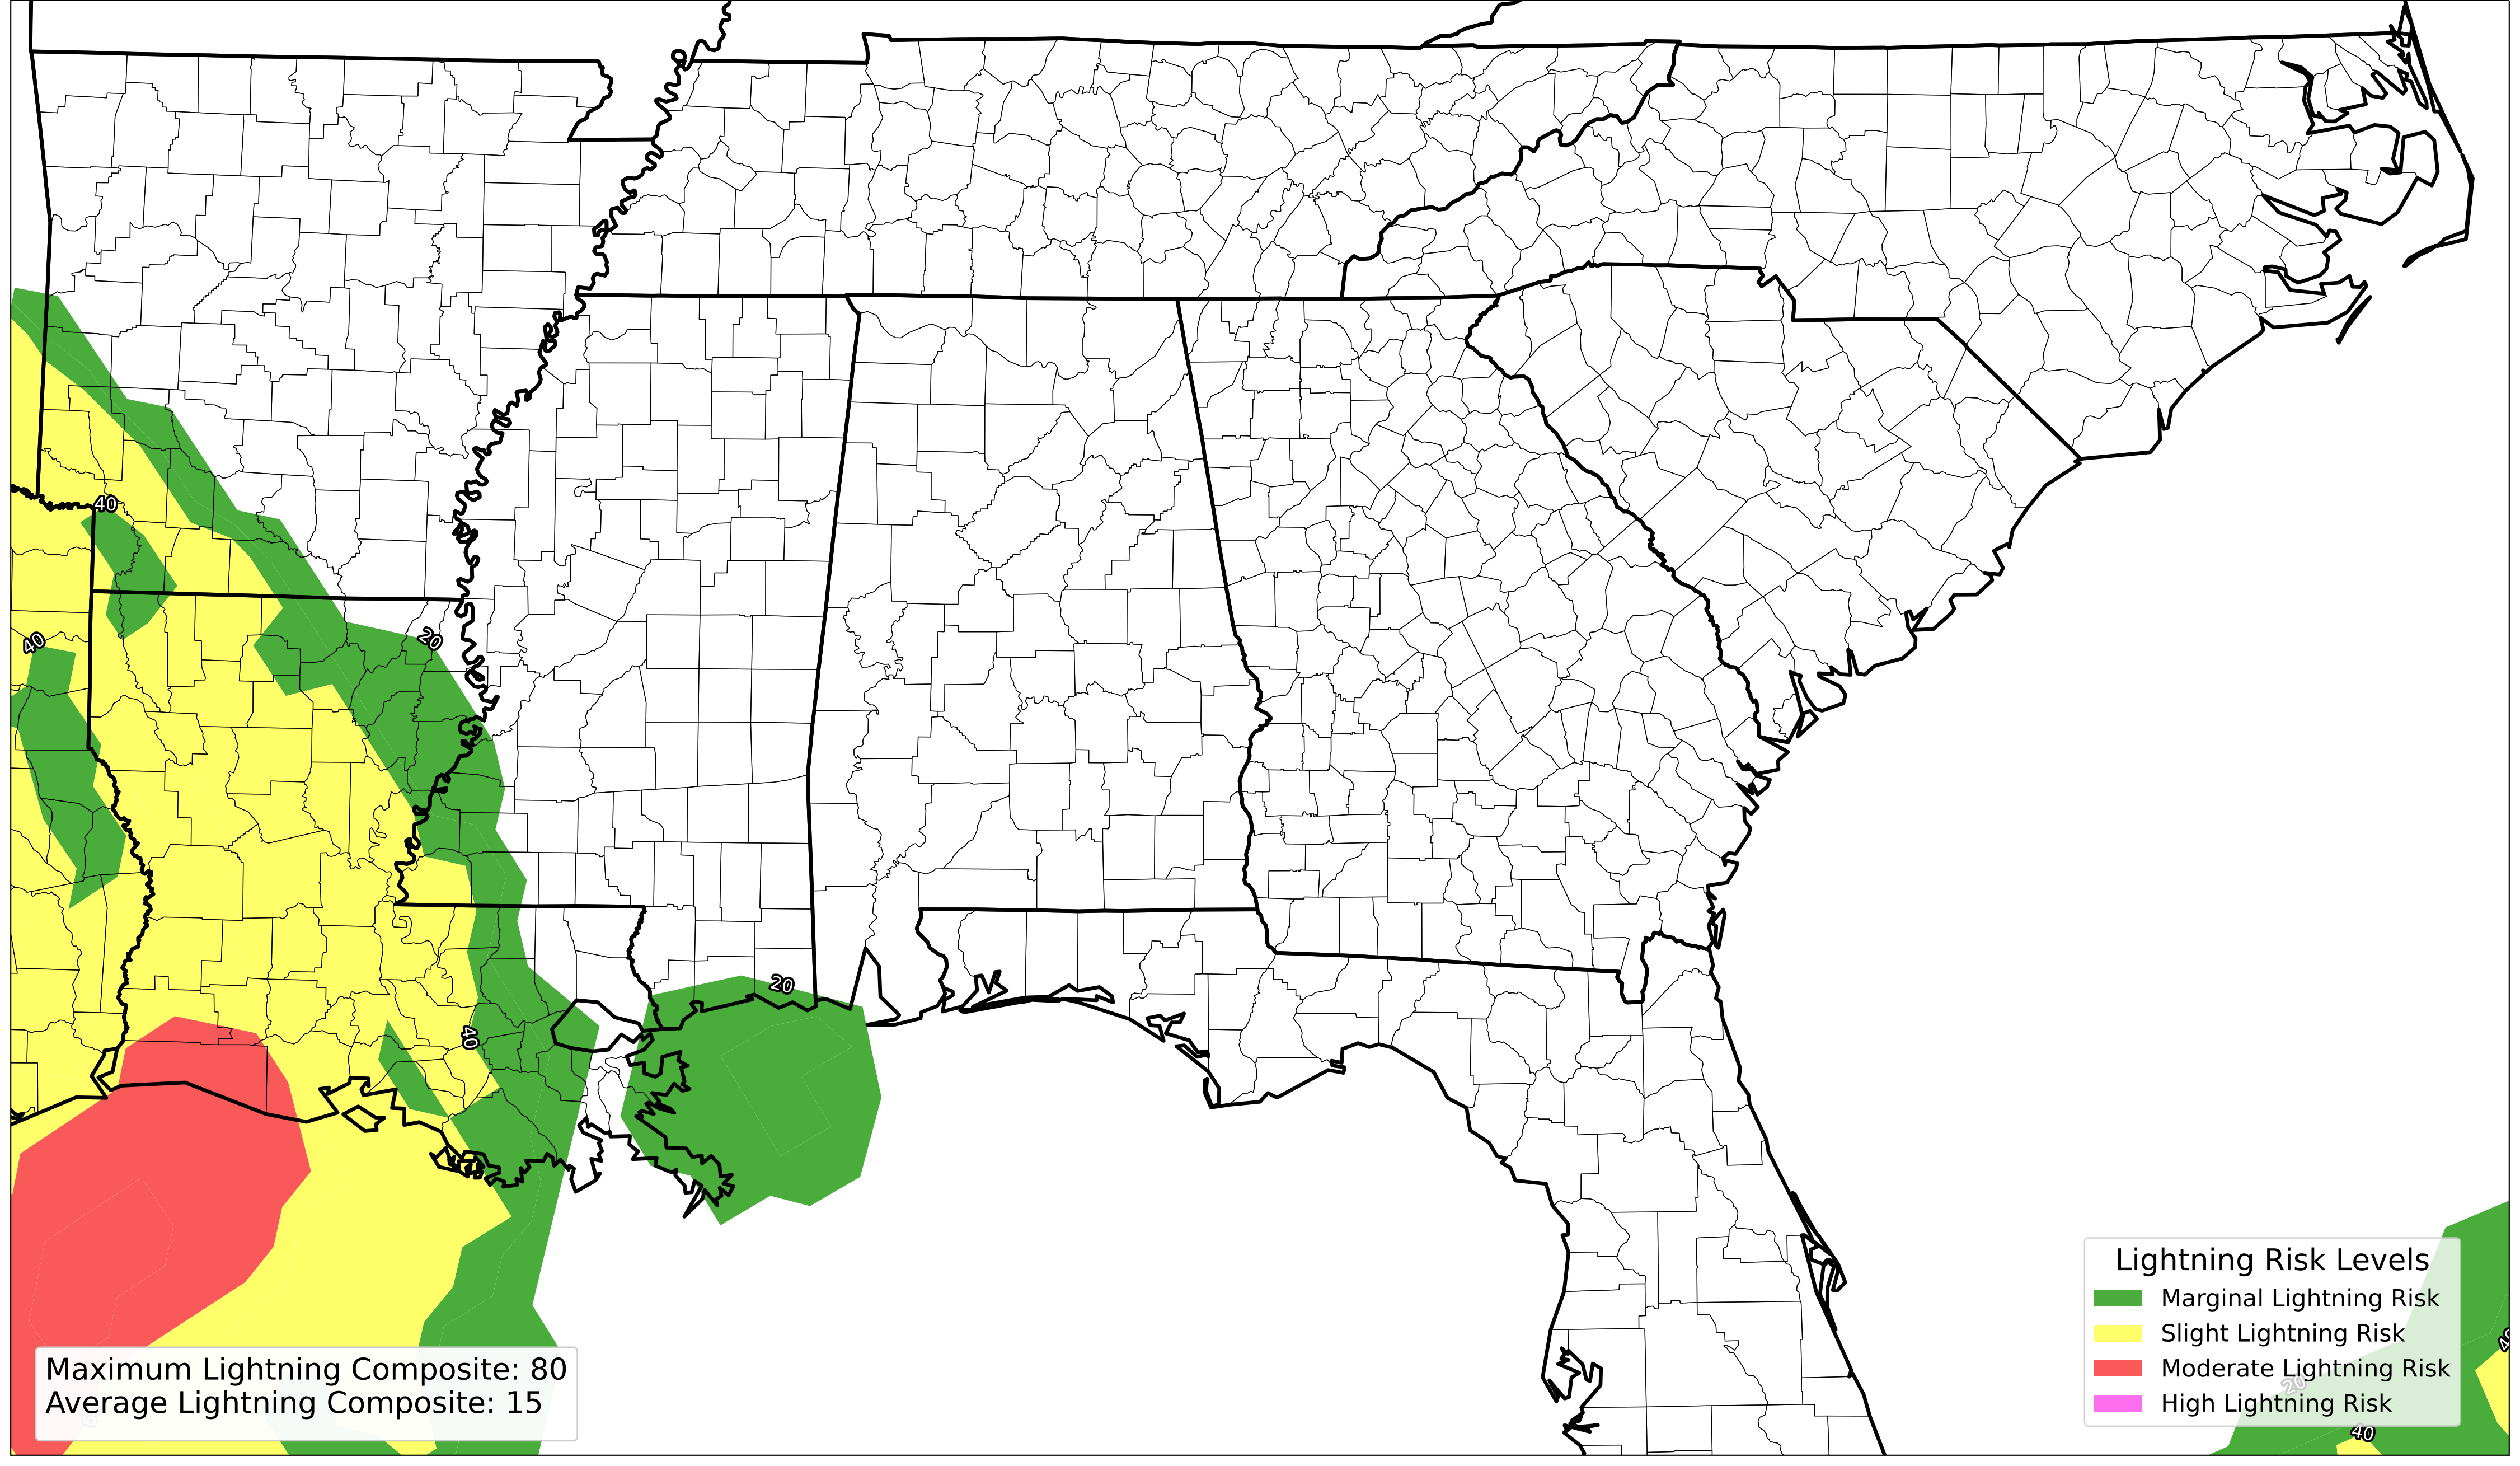 40
40
20
20
40
Lightning Risk Levels
Marginal Lightning Risk
Slight Lightning Risk
Moderate Lightning Risk
High Lightning Risk
20
40
40
Maximum Lightning Composite: 80
Average Lightning Composite: 15